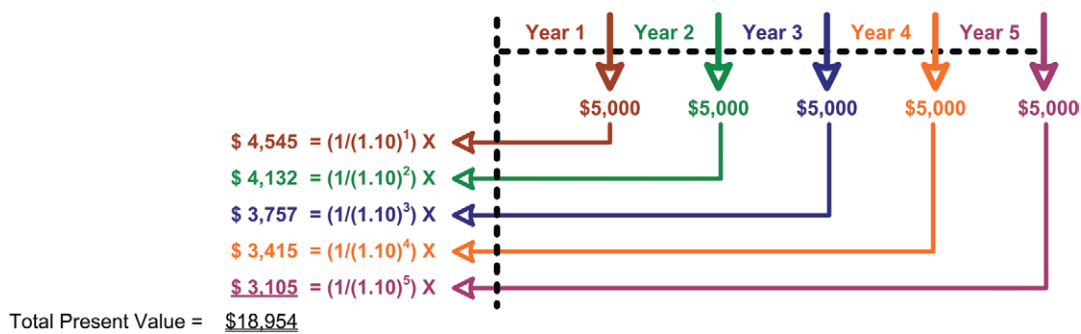 Year 1 Year 2 Year 3 Year 4 Year 5
$5,000 $5,000 $5,000 $5,000 $5,000
$ 4,545 = (1/(1.10)¹) X
$ 4,132 = (1/(1.10)²) X
$ 3,757 = (1/(1.10)³) X
$ 3,415 = (1/(1.10)⁴) X
$ 3,105 = (1/(1.10)⁵) X
Total Present Value = $18,954